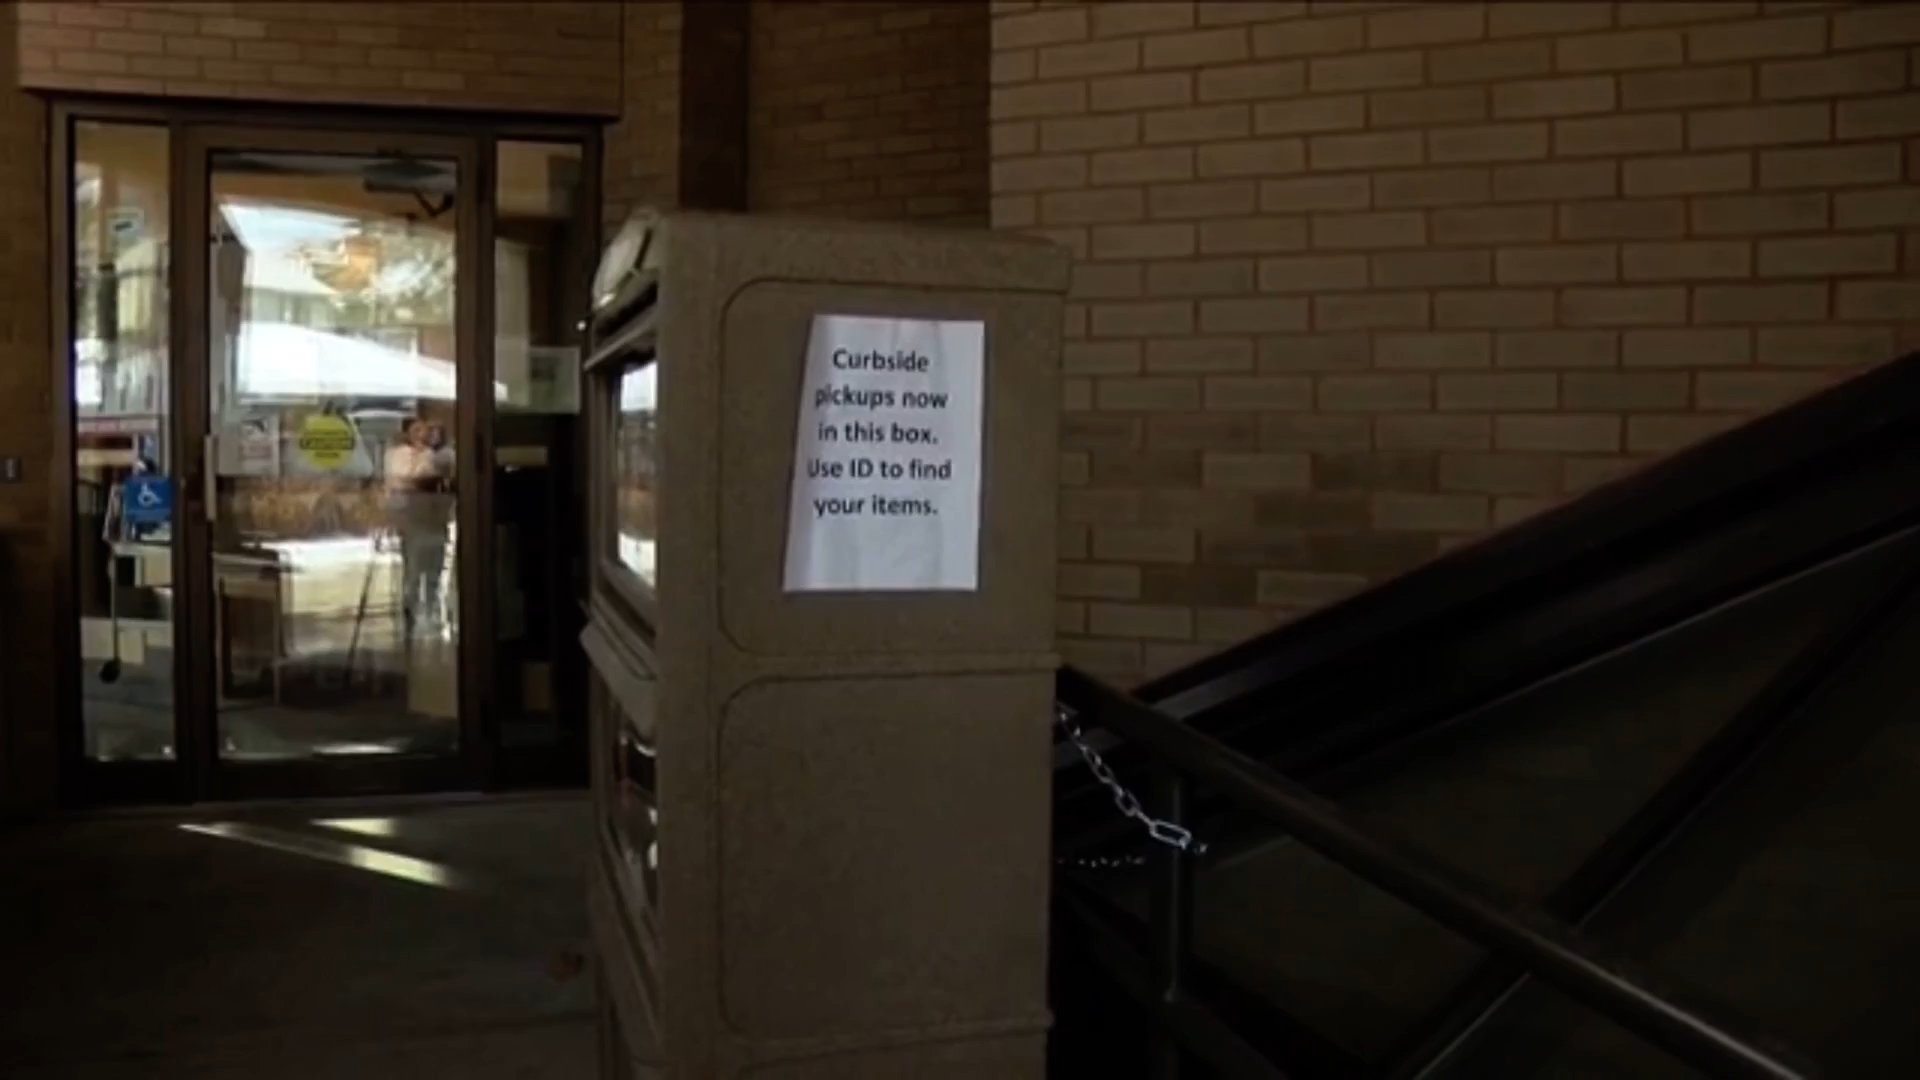 Curbside
pickups now
in this box.
Use ID to find
your items.